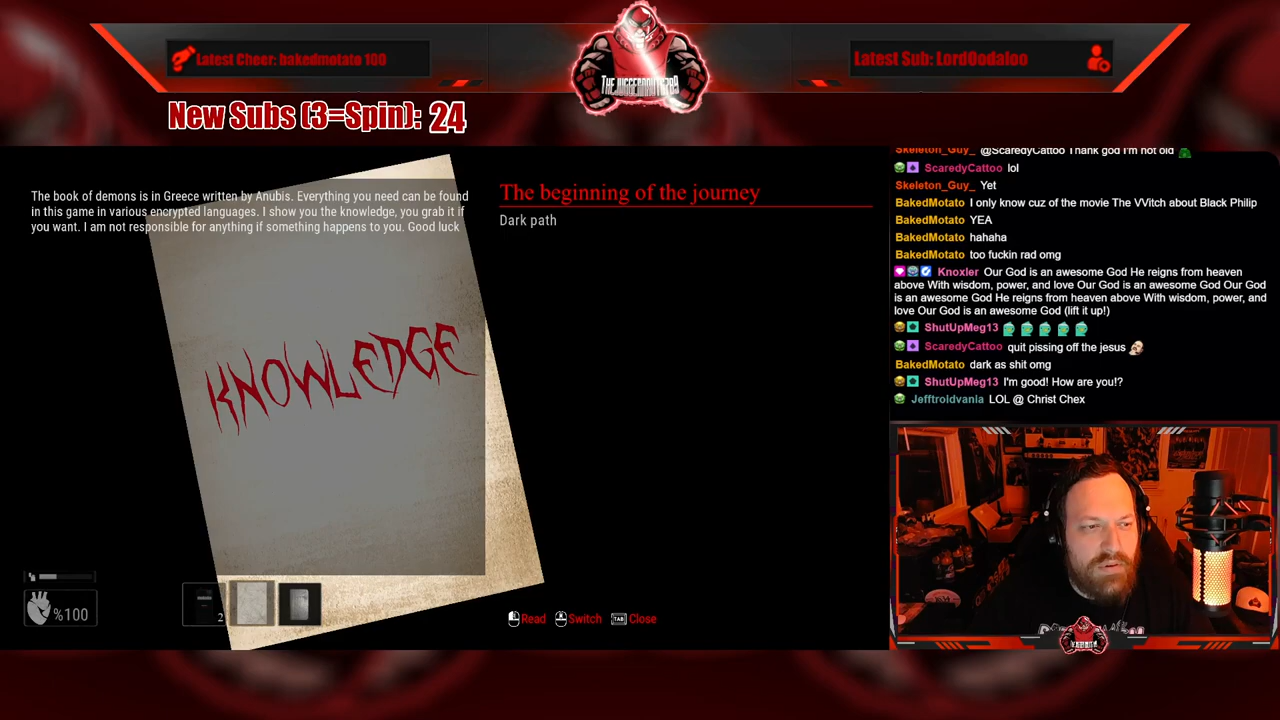 Latest Cheer: bakedmotato 100
THEJUGGERNAUT0289
Latest Sub: LordOodaloo
New Subs (3=Spin): 24
The book of demons is in Greece written by Anubis. Everything you need can be found
in this game in various encrypted languages. I show you the knowledge, you grab it if
you want. I am not responsible for anything if something happens to you. Good luck
KNOWLEDGE
The beginning of the journey
Dark path
%100
2
Read Switch TAB Close
Skeleton_Guy_ @ScaredyCattoo Thank god I'm not old
ScaredyCattoo lol
Skeleton_Guy_ Yet
BakedMotato I only know cuz of the movie The VVitch about Black Philip
BakedMotato YEA
BakedMotato hahaha
BakedMotato too fuckin rad omg
Knoxler Our God is an awesome God He reigns from heaven
above With wisdom, power, and love Our God is an awesome God Our God
is an awesome God He reigns from heaven above With wisdom, power, and
love Our God is an awesome God (lift it up!)
ShutUpMeg13
ScaredyCattoo quit pissing off the jesus
BakedMotato dark as shit omg
ShutUpMeg13 I'm good! How are you!?
Jefftroidvania LOL @ Christ Chex